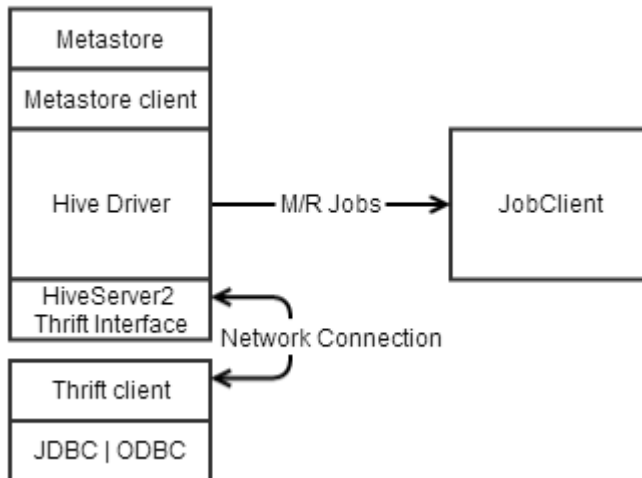 Metastore
Metastore client
Hive Driver
M/R Jobs
JobClient
HiveServer2
Thrift Interface
Network Connection
Thrift client
JDBC | ODBC